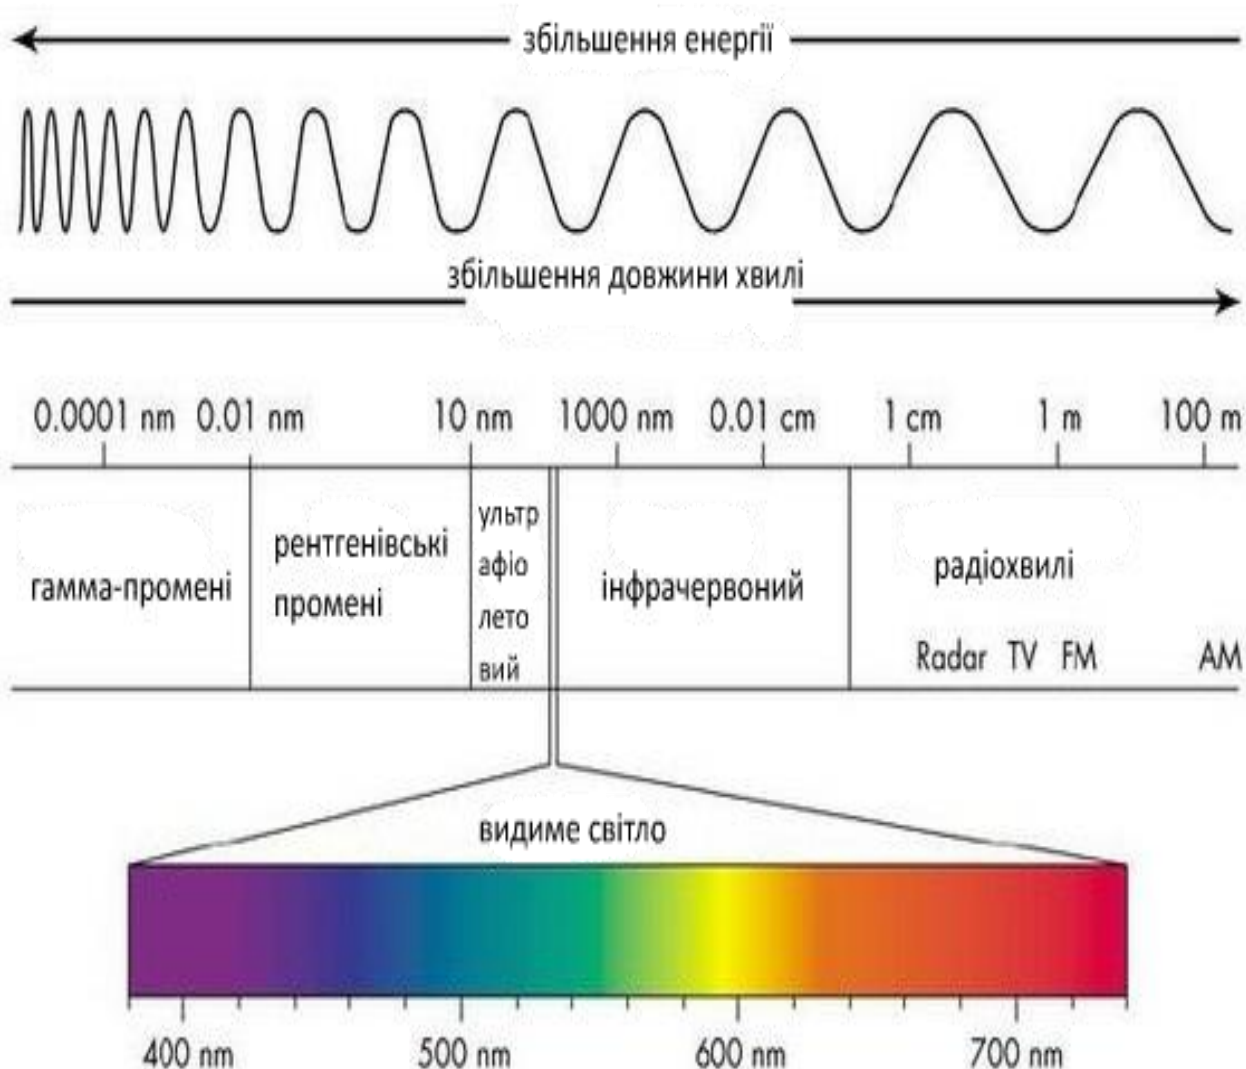 збільшення енергії
збільшення довжини хвилі
0.0001 nm 0.01 nm 10 nm 1000 nm 0.01 cm 1 cm 1 m 100 m
гамма-промені
рентгенівські
промені
ультр
афіо
лето
вий
інфрачервоний
радіохвилі
Radar TV FM AM
видиме світло
400 nm 500 nm 600 nm 700 nm